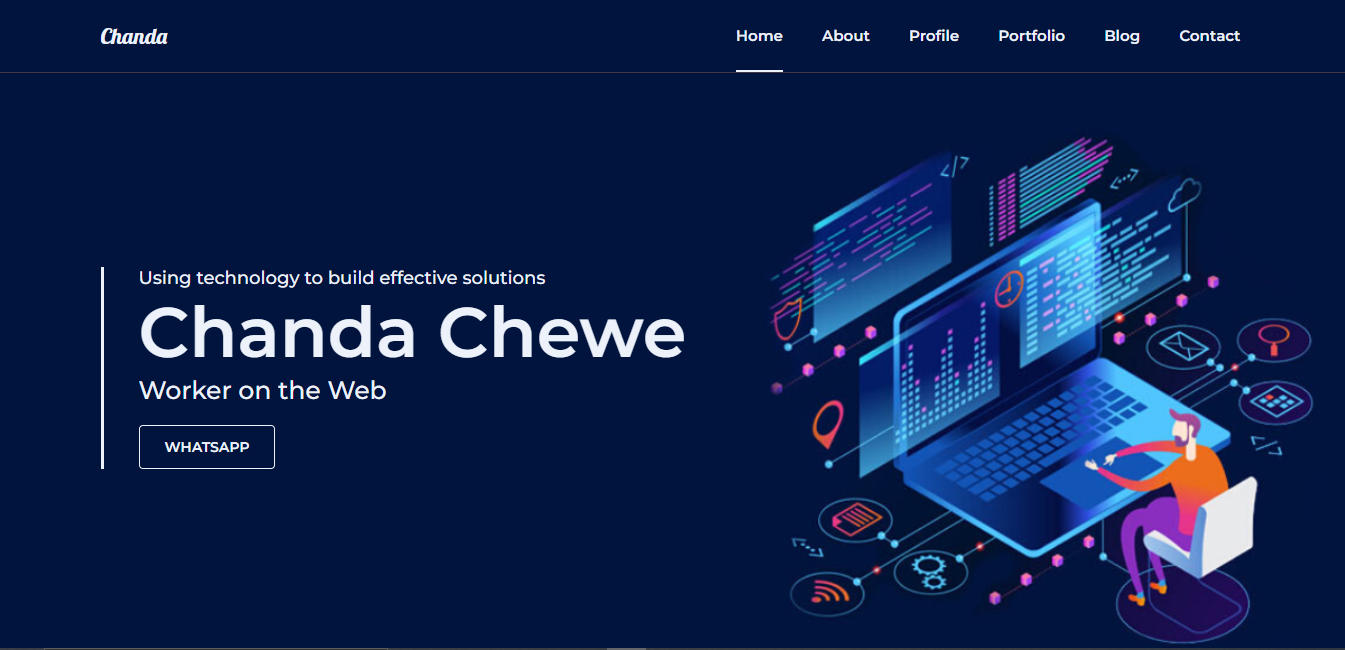 Chanda
Home About Profile Portfolio Blog Contact
Using technology to build effective solutions
Chanda Chewe
Worker on the Web
WHATSAPP